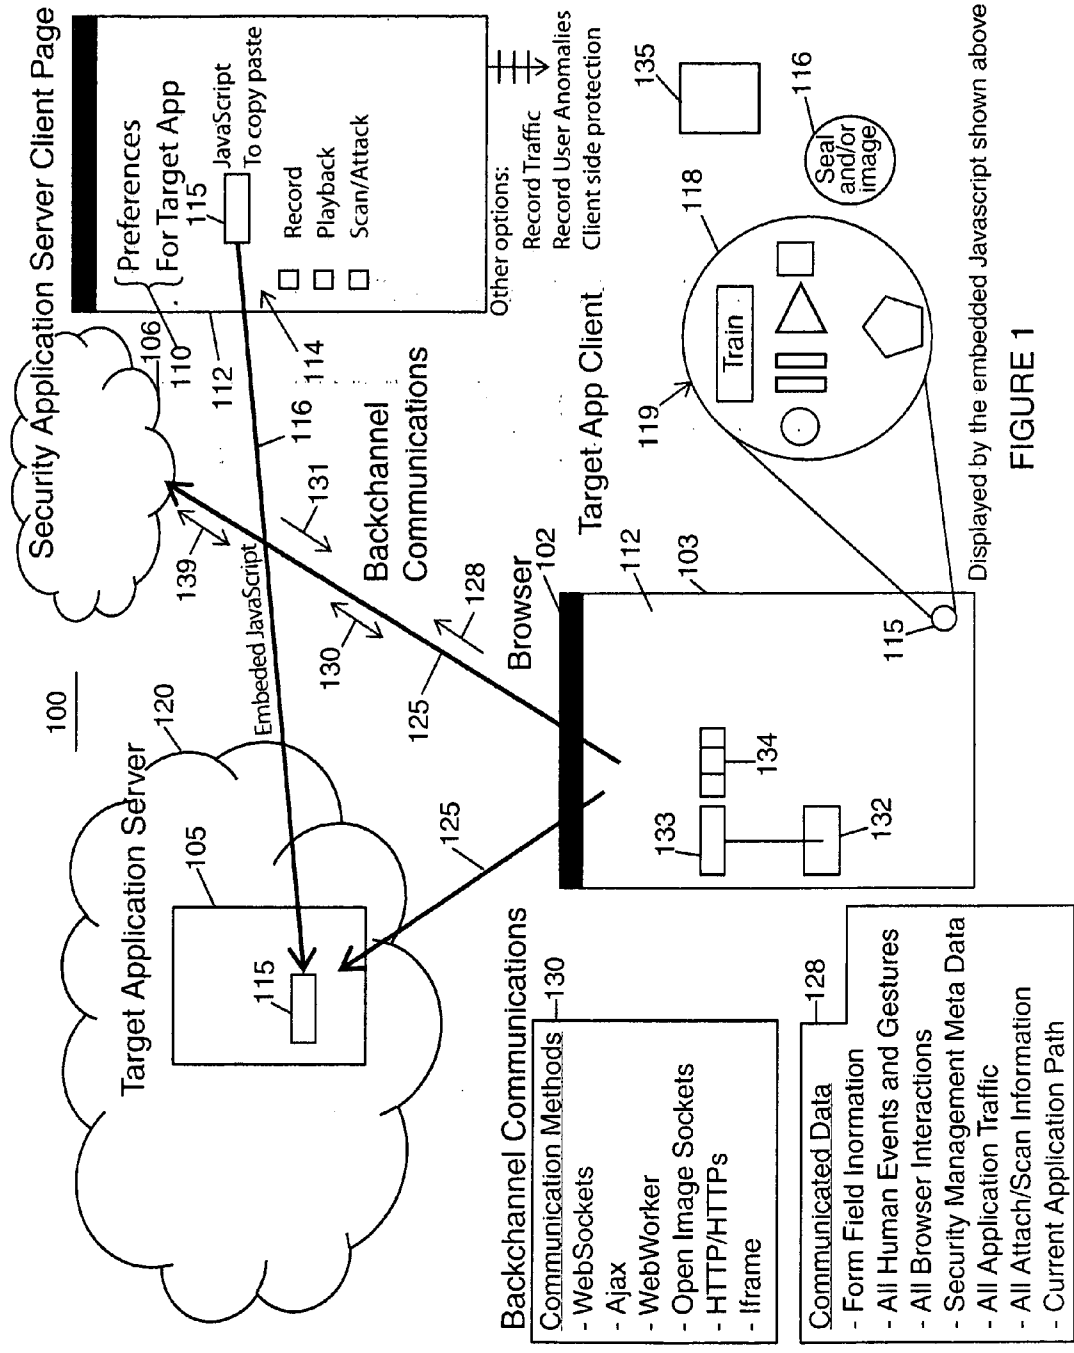 100
Target Application Server
120
105
115
Embeded JavaScript
Security Application Server Client Page
106
110
112
Preferences
For Target App
115
JavaScript
To copy paste
114
Record
Playback
Scan/Attack
Other options:
Record Traffic
Record User Anomalies
Client side protection
116
131
139
Backchannel
Communications
130
128
125
125
Browser
102
Target App Client
112
103
115
133
134
132
119
118
Train
135
116
Seal
and/or
image
Displayed by the embedded Javascript shown above
Backchannel Communications
Communication Methods
130
- WebSockets
- Ajax
- WebWorker
- Open Image Sockets
- HTTP/HTTPs
- Iframe
Communicated Data
128
- Form Field Inormation
- All Human Events and Gestures
- All Browser Interactions
- Security Management Meta Data
- All Application Traffic
- All Attach/Scan Information
- Current Application Path
FIGURE 1